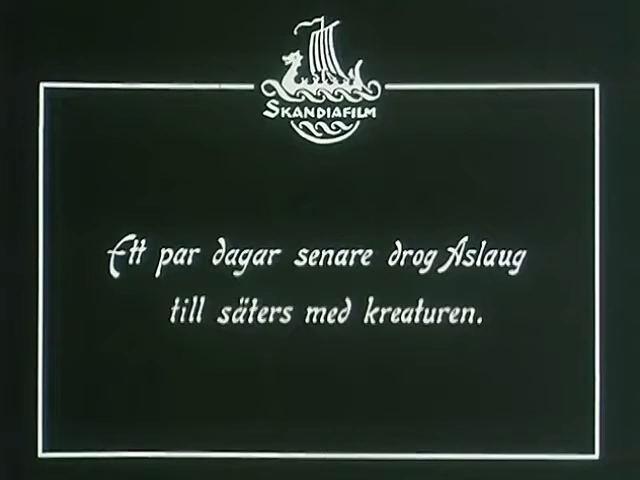 SKANDIAFILM
Ett par dagar senare drog Aslaug
till säters med kreaturen.